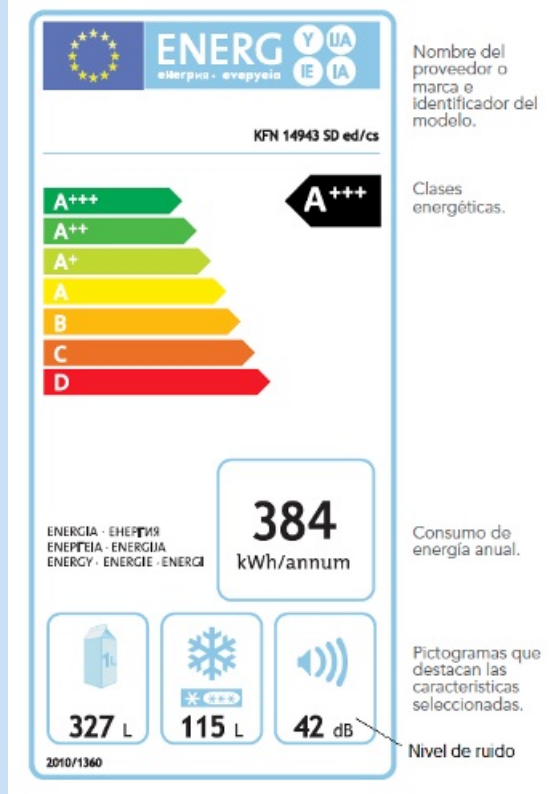 ENERG
Y IJA
IE IA
енергия · ενεργεια
Nombre del
proveedor o
marca e
identificador del
modelo.
KFN 14943 SD ed/cs
A+++
A++
A+
A
B
C
D
A+++
Clases
energéticas.
ENERGIA · ЕНЕРГИЯ
ΕΝΕΡΓΕΙΑ · ENERGIJA
ENERGY · ENERGIE · ENERGI
384
kWh/annum
Consumo de
energía anual.
1L
327 L
115 L
42 dB
Pictogramas que
destacan las
características
seleccionadas.
Nivel de ruido
2010/1360